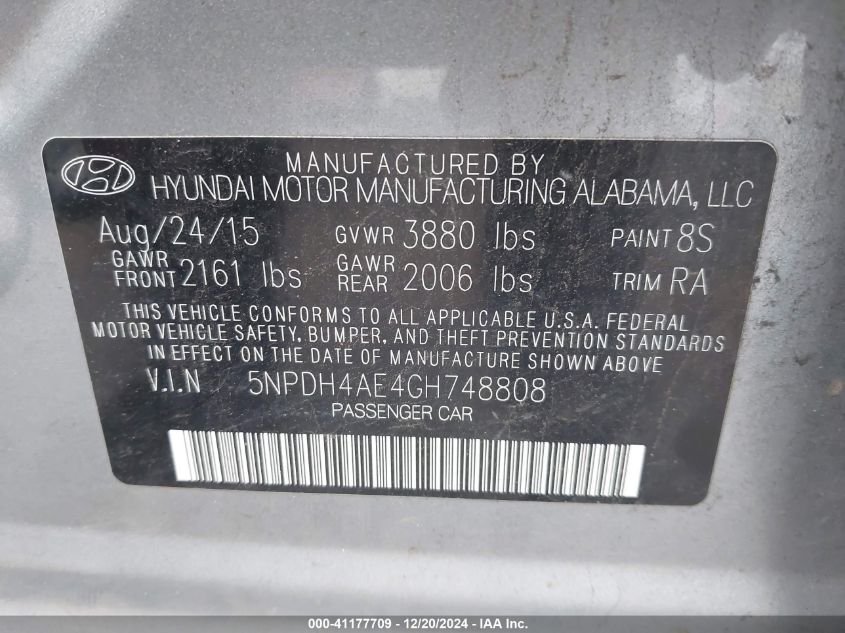 MANUFACTURED BY
HYUNDAI MOTOR MANUFACTURING ALABAMA, LLC
Aug/24/15 GVWR 3880 lbs PAINT 8S
GAWR FRONT 2161 lbs GAWR REAR 2006 lbs TRIM RA
THIS VEHICLE CONFORMS TO ALL APPLICABLE U.S.A. FEDERAL
MOTOR VEHICLE SAFETY, BUMPER, AND THEFT PREVENTION STANDARDS
IN EFFECT ON THE DATE OF MANUFACTURE SHOWN ABOVE
V.I.N 5NPDH4AE4GH748808
PASSENGER CAR
000-41177709 - 12/20/2024 - IAA Inc.